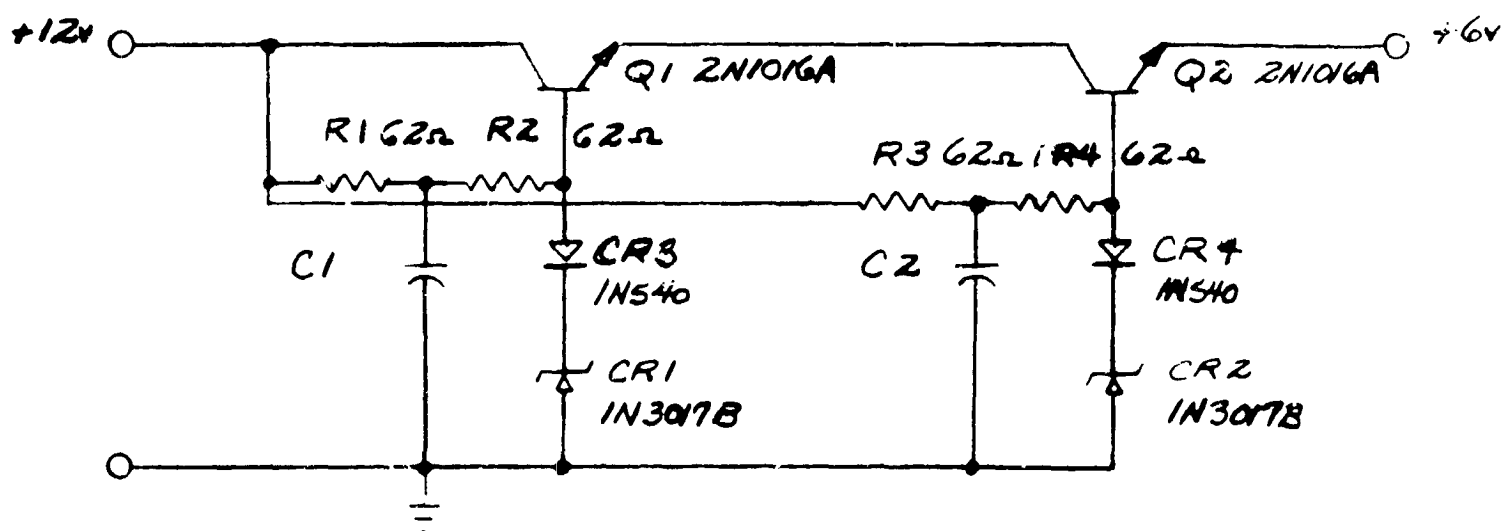 +12v
+6v
Q1 2N1016A
Q2 2N1016A
R1 62Ω R2 62Ω
R3 62Ω R4 62Ω
C1
CR3
1N540
C2
CR4
1N540
CR1
1N3017B
CR2
1N3017B